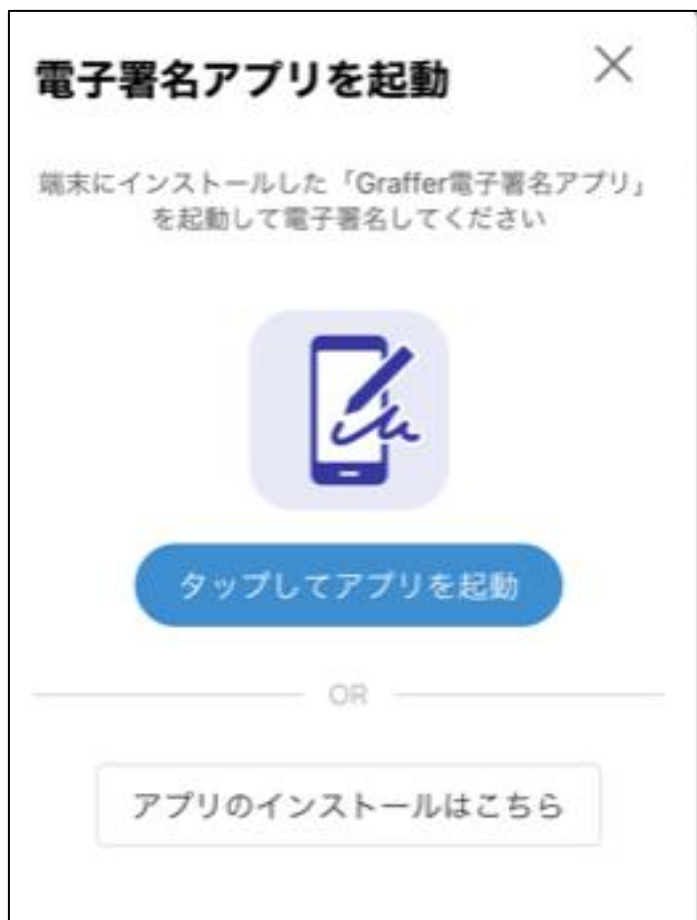 電子署名アプリを起動
端末にインストールした「Graffer電子署名アプリ」
を起動して電子署名してください
タップしてアプリを起動
OR
アプリのインストールはこちら